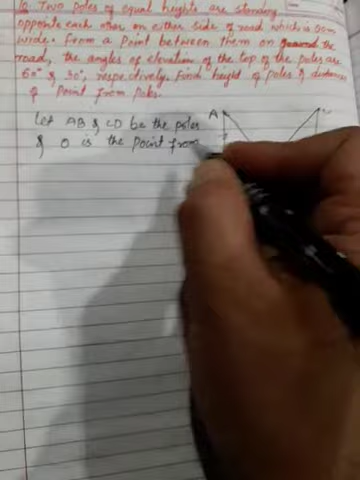 Q Two poles of equal heights are standing
opposite each other on either side of road which is 80m
wide. from a point between them on the
road, the angles of elevation of the top of the poles are
60° & 30°, respectively. find height of poles & distances
of point from poles.
Let AB & CD be the poles
& O is the point from
A